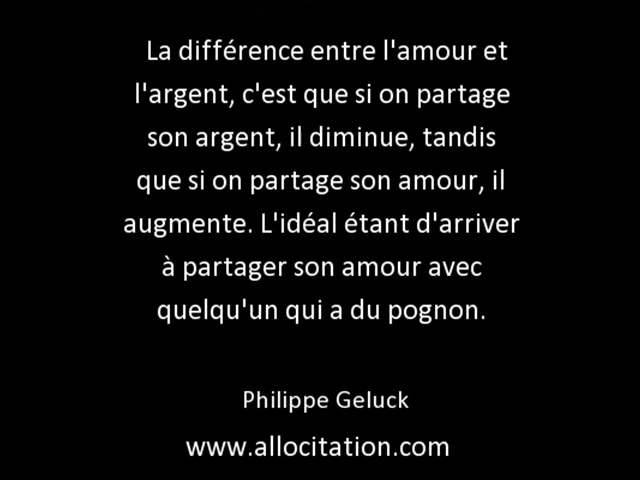 La différence entre l'amour et
l'argent, c'est que si on partage
son argent, il diminue, tandis
que si on partage son amour, il
augmente. L'idéal étant d'arriver
à partager son amour avec
quelqu'un qui a du pognon.
Philippe Geluck
www.allocitation.com